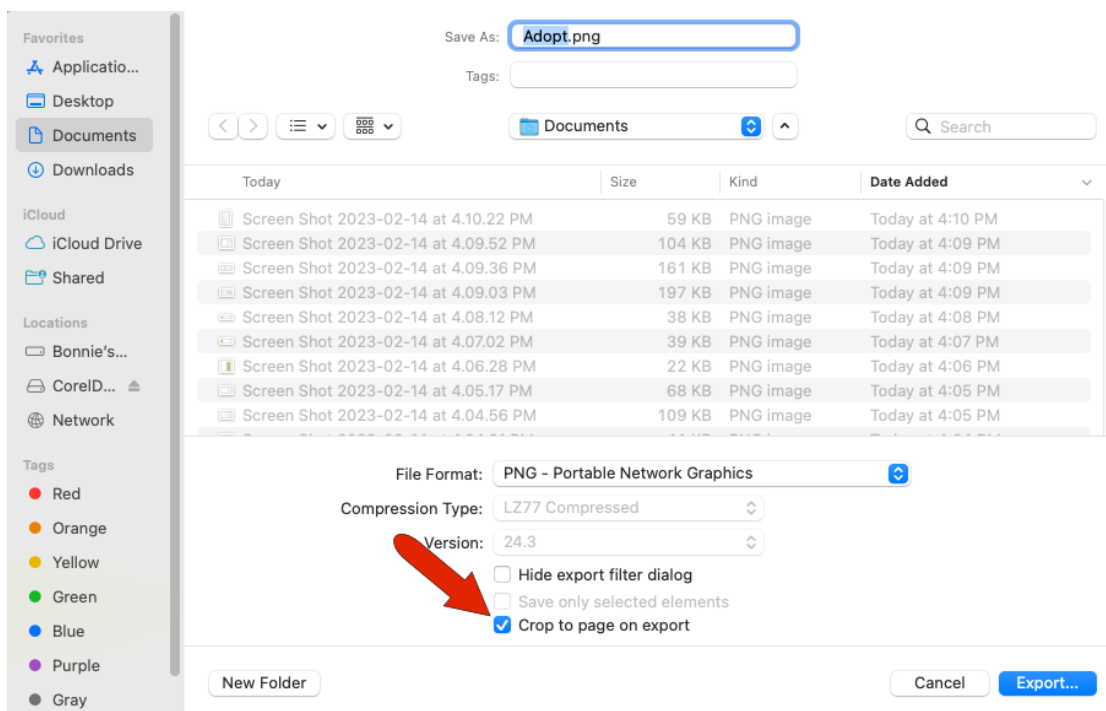 Favorites
Applicatio...
Desktop
Documents
Downloads
iCloud
iCloud Drive
Shared
Locations
Bonnie's...
CorelD...
Network
Tags
Red
Orange
Yellow
Green
Blue
Purple
Gray
Save As: Adopt.png
Tags:
Documents
Search
Today Size Kind Date Added
Screen Shot 2023-02-14 at 4.10.22 PM 59 KB PNG image Today at 4:10 PM
Screen Shot 2023-02-14 at 4.09.52 PM 104 KB PNG image Today at 4:09 PM
Screen Shot 2023-02-14 at 4.09.36 PM 161 KB PNG image Today at 4:09 PM
Screen Shot 2023-02-14 at 4.09.03 PM 197 KB PNG image Today at 4:09 PM
Screen Shot 2023-02-14 at 4.08.12 PM 38 KB PNG image Today at 4:08 PM
Screen Shot 2023-02-14 at 4.07.02 PM 39 KB PNG image Today at 4:07 PM
Screen Shot 2023-02-14 at 4.06.28 PM 22 KB PNG image Today at 4:06 PM
Screen Shot 2023-02-14 at 4.05.17 PM 68 KB PNG image Today at 4:05 PM
Screen Shot 2023-02-14 at 4.04.56 PM 109 KB PNG image Today at 4:05 PM
File Format: PNG - Portable Network Graphics
Compression Type: LZ77 Compressed
Version: 24.3
Hide export filter dialog
Save only selected elements
Crop to page on export
New Folder Cancel Export...